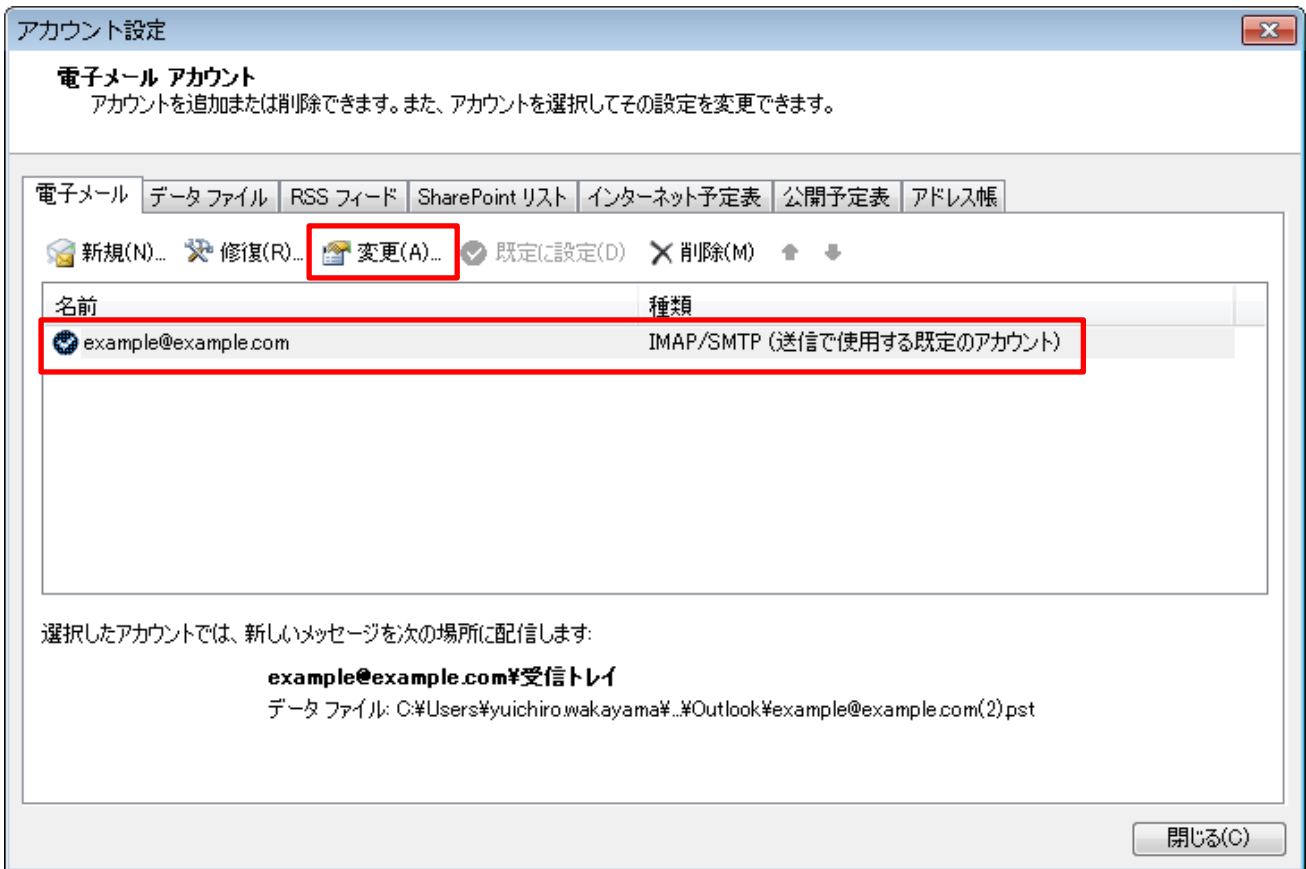 アカウント設定
電子メール アカウント
アカウントを追加または削除できます。また、アカウントを選択してその設定を変更できます。
電子メール データ ファイル RSS フィード SharePoint リスト インターネット予定表 公開予定表 アドレス帳
新規(N)... 修復(R)... 変更(A)... 既定に設定(D) 削除(M)
名前 種類
example@example.com IMAP/SMTP (送信で使用する既定のアカウント)
選択したアカウントでは、新しいメッセージを次の場所に配信します:
example@example.com¥受信トレイ
データ ファイル: C:¥Users¥yuichiro.wakayama¥...¥Outlook¥example@example.com(2).pst
閉じる(C)